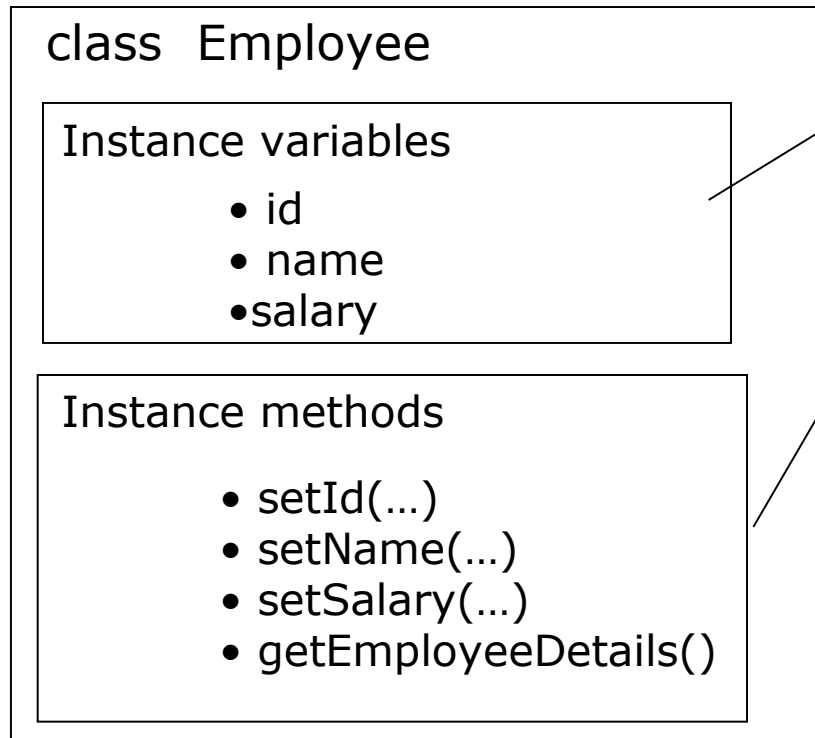 class Employee
Instance variables
• id
• name
•salary
Instance methods
• setId(…)
• setName(…)
• setSalary(…)
• getEmployeeDetails()